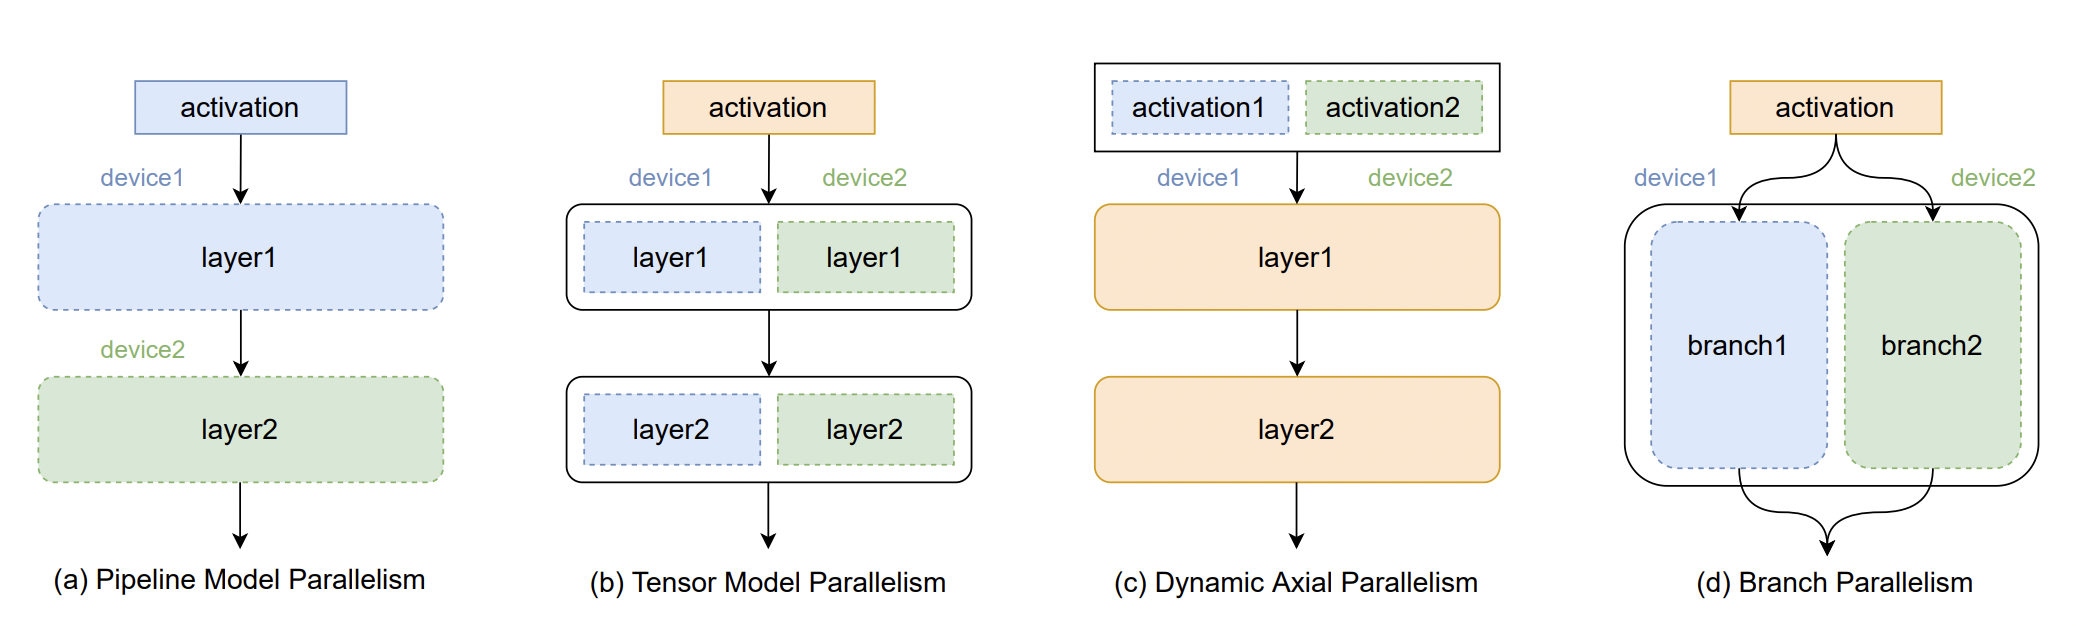 activation
device1
layer1
device2
layer2
(a) Pipeline Model Parallelism
activation
device1 device2
layer1 layer1
layer2 layer2
(b) Tensor Model Parallelism
activation1 activation2
device1 device2
layer1
layer2
(c) Dynamic Axial Parallelism
activation
device1 device2
branch1 branch2
(d) Branch Parallelism